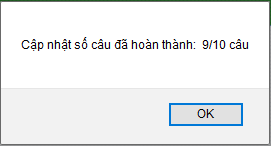 Cập nhật số câu đã hoàn thành:  9/10 câu
OK